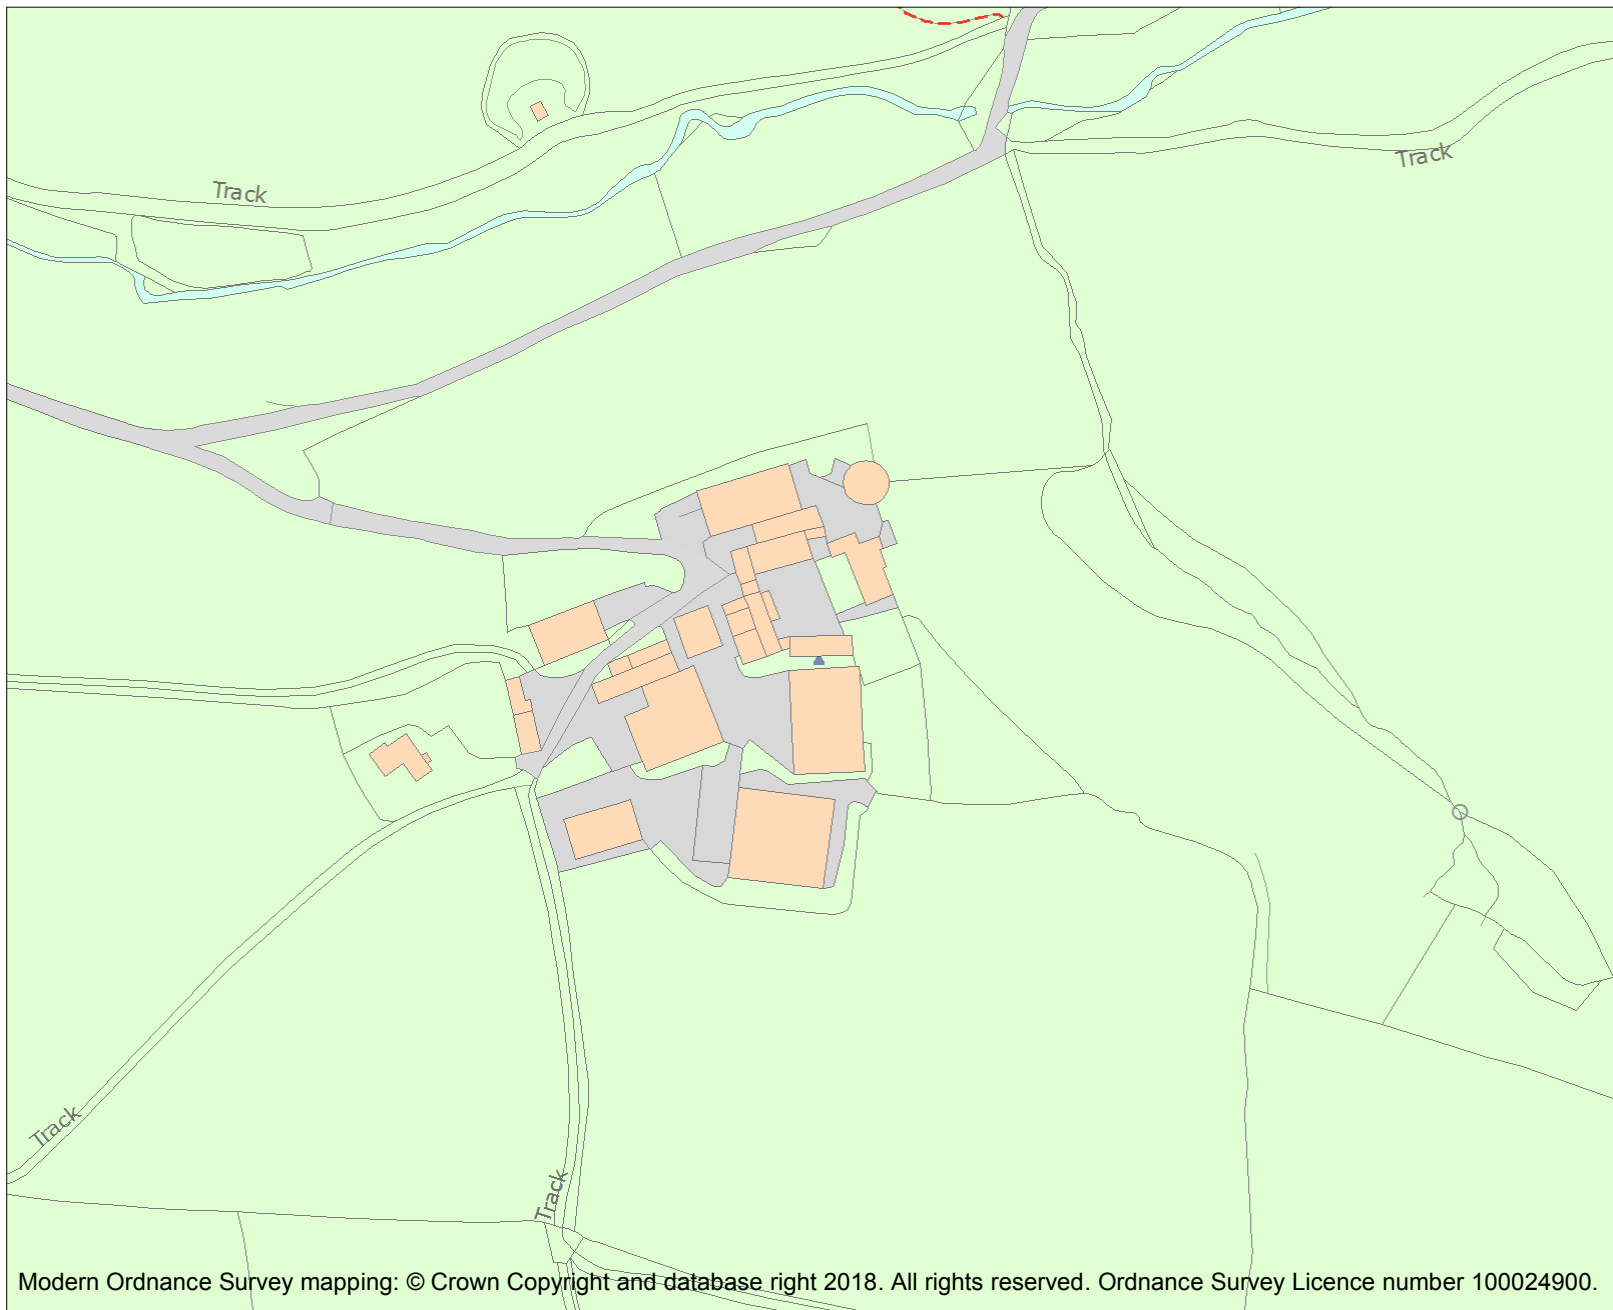 Track
Track
Track
Track
Modern Ordnance Survey mapping: © Crown Copyright and database right 2018. All rights reserved. Ordnance Survey Licence number 100024900.